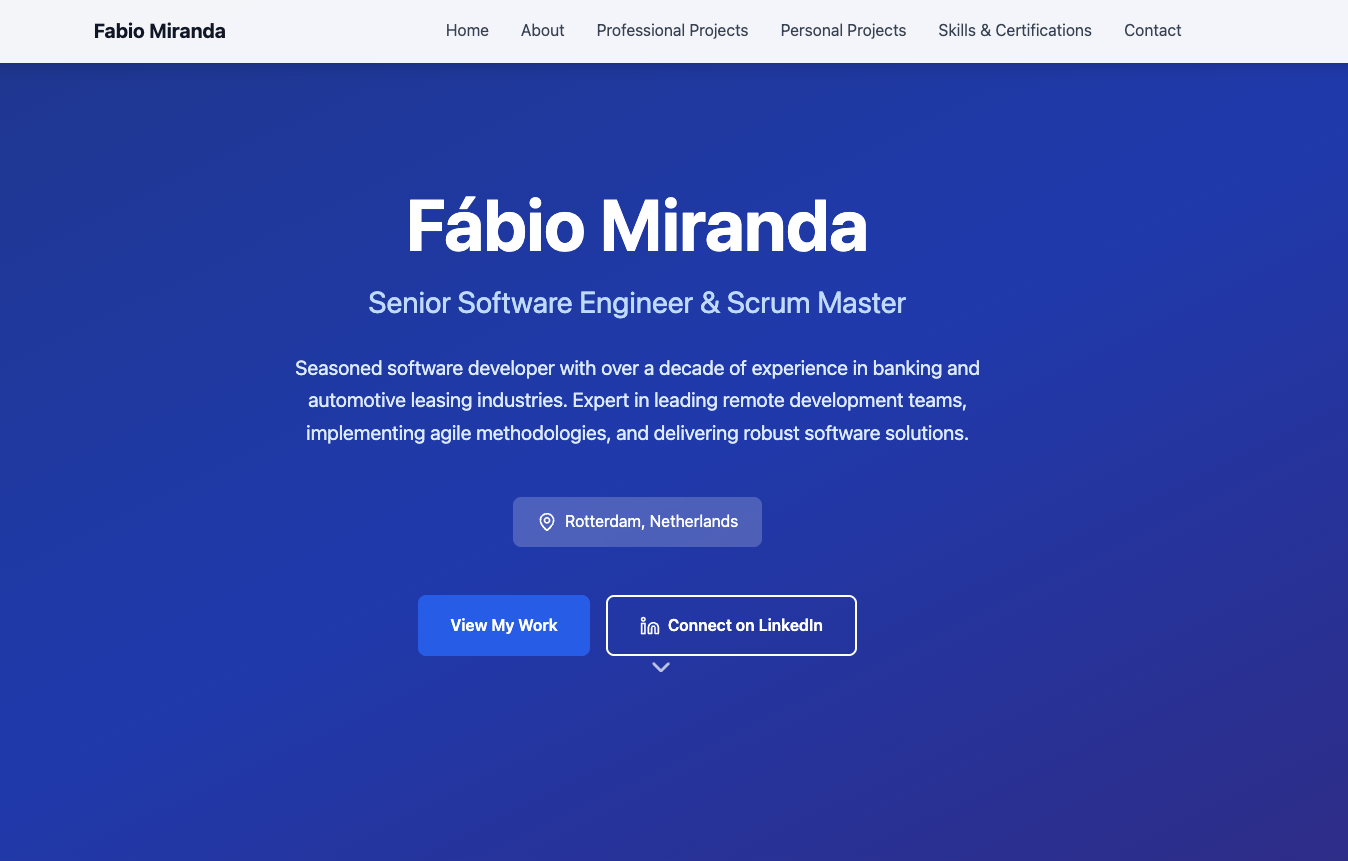 Fabio Miranda
Home About Professional Projects Personal Projects Skills & Certifications Contact
Fábio Miranda
Senior Software Engineer & Scrum Master
Seasoned software developer with over a decade of experience in banking and
automotive leasing industries. Expert in leading remote development teams,
implementing agile methodologies, and delivering robust software solutions.
Rotterdam, Netherlands
View My Work
Connect on LinkedIn